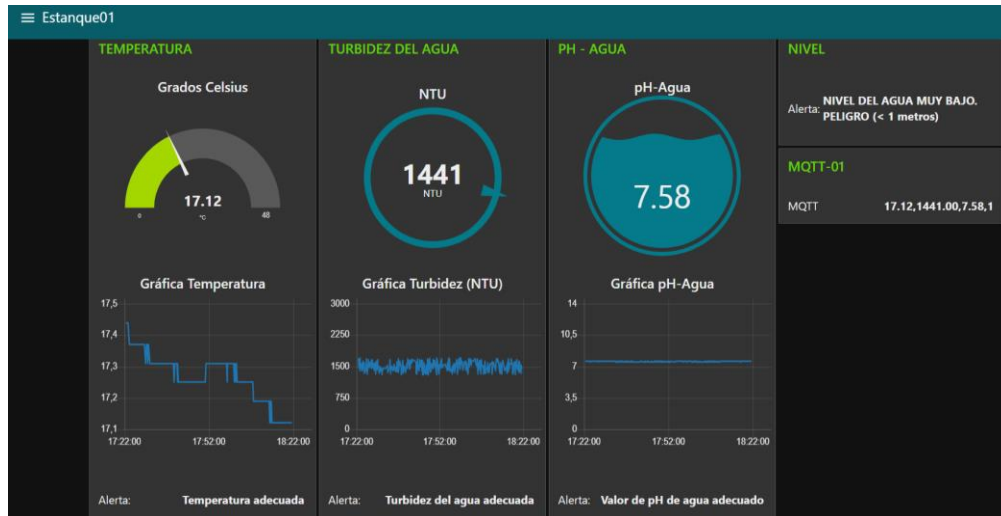 Estanque01
TEMPERATURA
Grados Celsius
17.12
°C
0
48
Gráfica Temperatura
17,5
17,4
17,3
17,2
17,1
17:22:00
17:52:00
18:22:00
Alerta:
Temperatura adecuada
TURBIDEZ DEL AGUA
NTU
1441
NTU
Gráfica Turbidez (NTU)
3000
2250
1500
750
0
17:22:00
17:52:00
18:22:00
Alerta:
Turbidez del agua adecuada
PH - AGUA
pH-Agua
7.58
Gráfica pH-Agua
14
10,5
7
3,5
0
17:22:00
17:52:00
18:22:00
Alerta:
Valor de pH de agua adecuado
NIVEL
Alerta:
NIVEL DEL AGUA MUY BAJO.
PELIGRO (< 1 metros)
MQTT-01
MQTT
17.12,1441.00,7.58,1